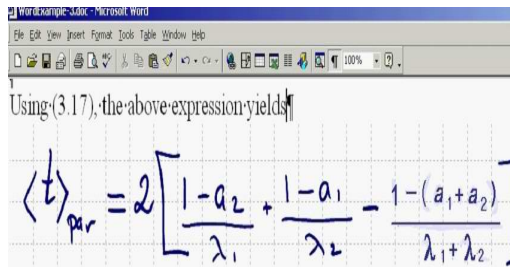 WordExample-3.doc - Microsoft Word
File Edit View Insert Format Tools Table Window Help
¶ 100%
Using·(3.17),·the·above·expression·yields¶
⟨t⟩par = 2[(1-a₂)/λ₁ + (1-a₁)/λ₂ - (1-(a₁+a₂))/(λ₁+λ₂)]